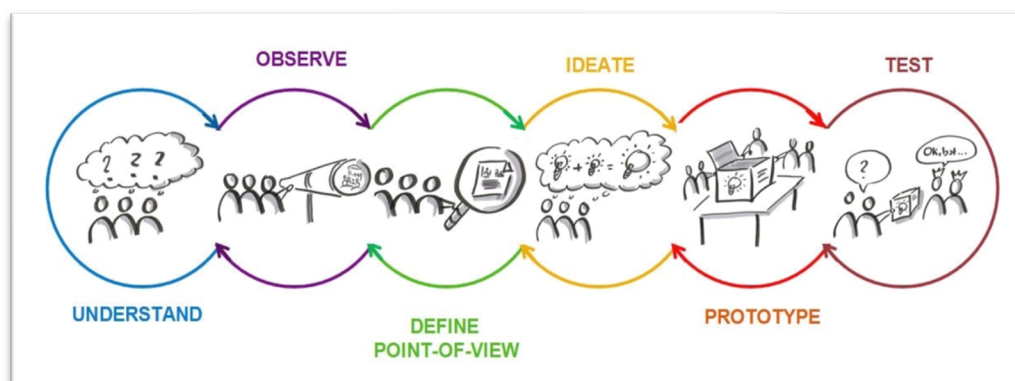 OBSERVE
IDEATE
TEST
? ? ?
+ =
?
Ok, but...
UNDERSTAND
DEFINE
POINT-OF-VIEW
PROTOTYPE